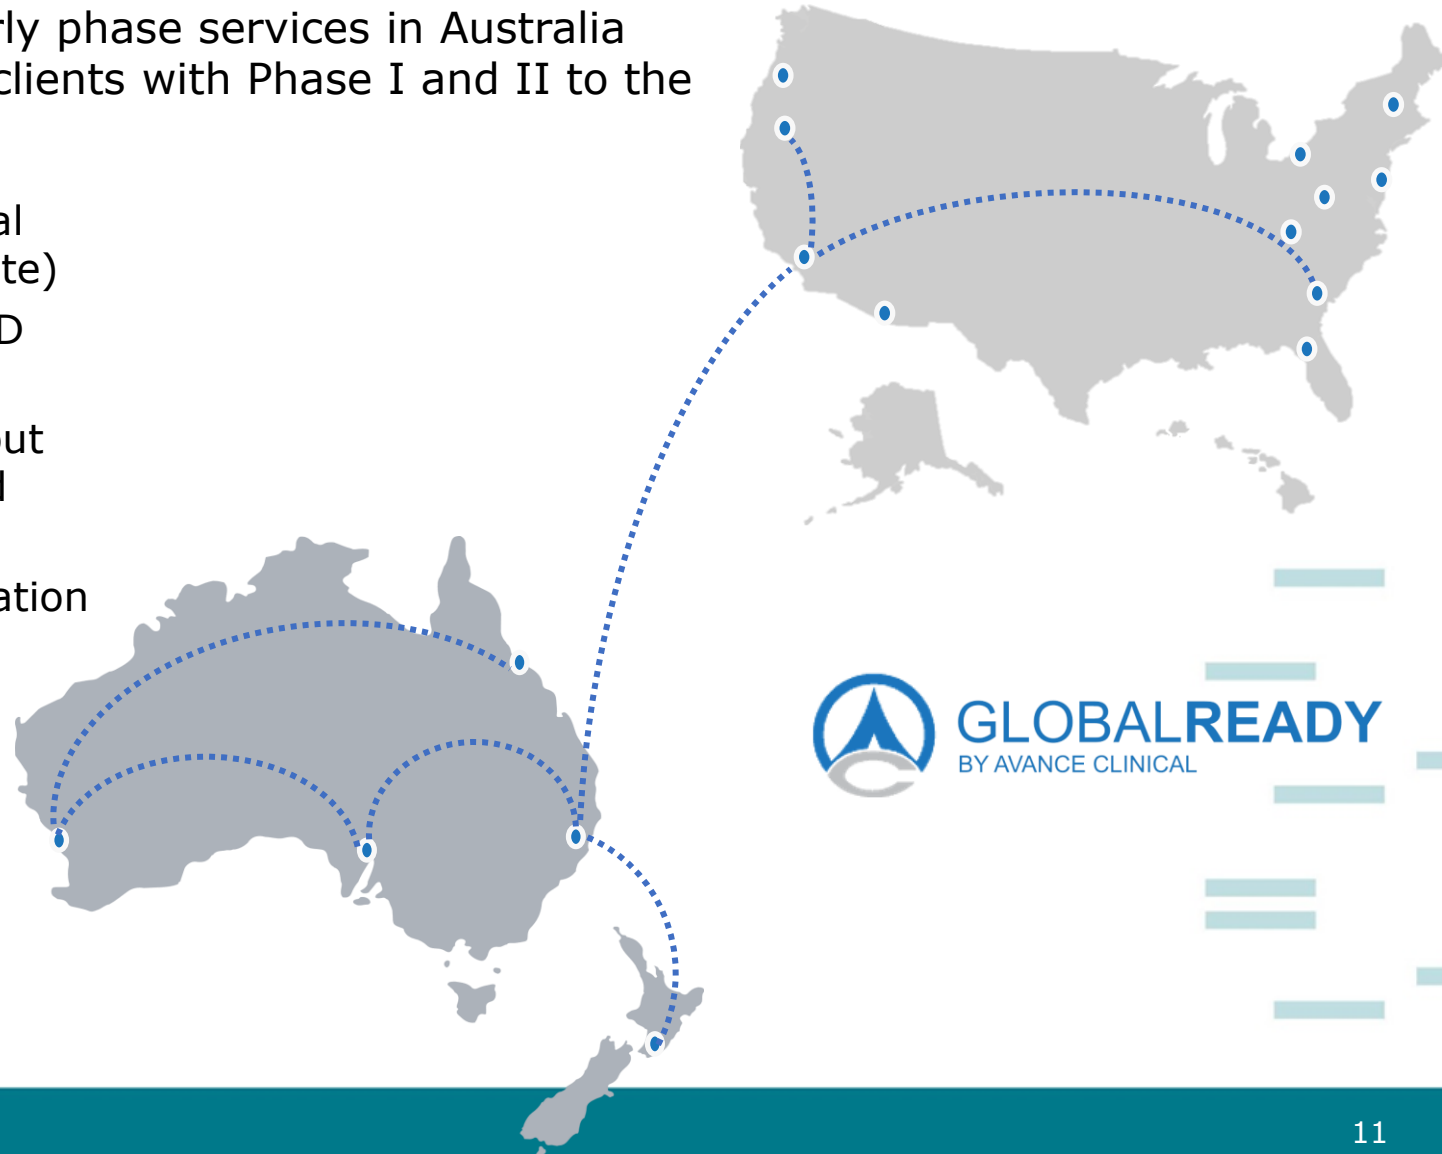 rly phase services in Australia
clients with Phase I and II to the
al
te)
D
out
d
ation
GLOBALREADY
BY AVANCE CLINICAL
11